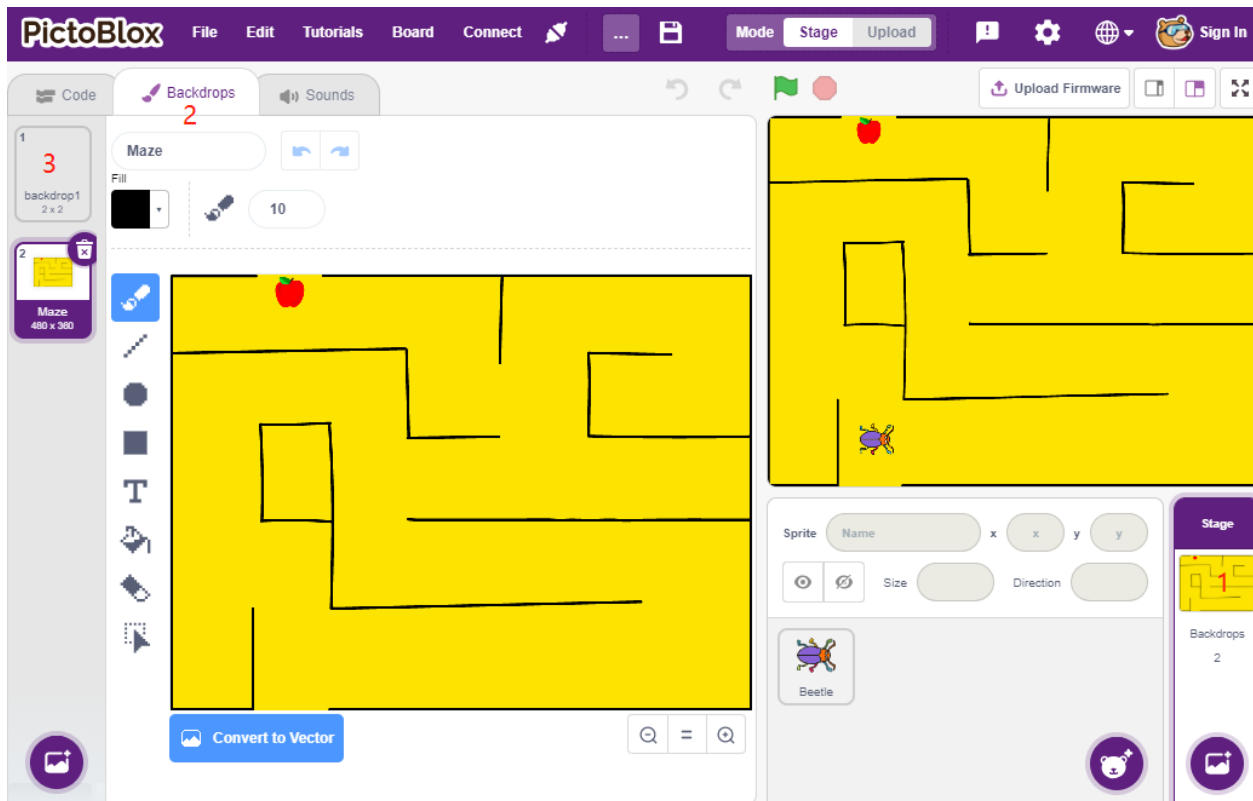 PictoBlox File Edit Tutorials Board Connect ... Mode Stage Upload Sign In
Code Backdrops Sounds Upload Firmware
2
1
3
backdrop1
2 x 2
Maze
Fill
10
2
Maze
480 x 360
T
Convert to Vector
Sprite Name x x y y
Size Direction
Beetle
Stage
1
Backdrops
2